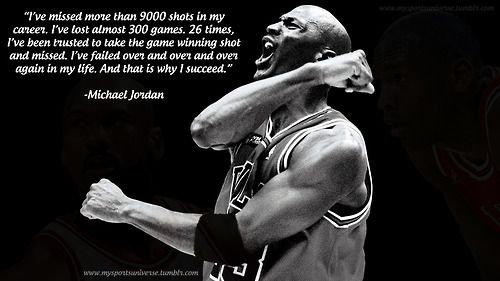 www.mysportsuniverse.tumblr.com
“I’ve missed more than 9000 shots in my
career. I’ve lost almost 300 games. 26 times,
I’ve been trusted to take the game winning shot
and missed. I’ve failed over and over and over
again in my life. And that is why I succeed.”
-Michael Jordan
www.mysportsuniverse.tumblr.com